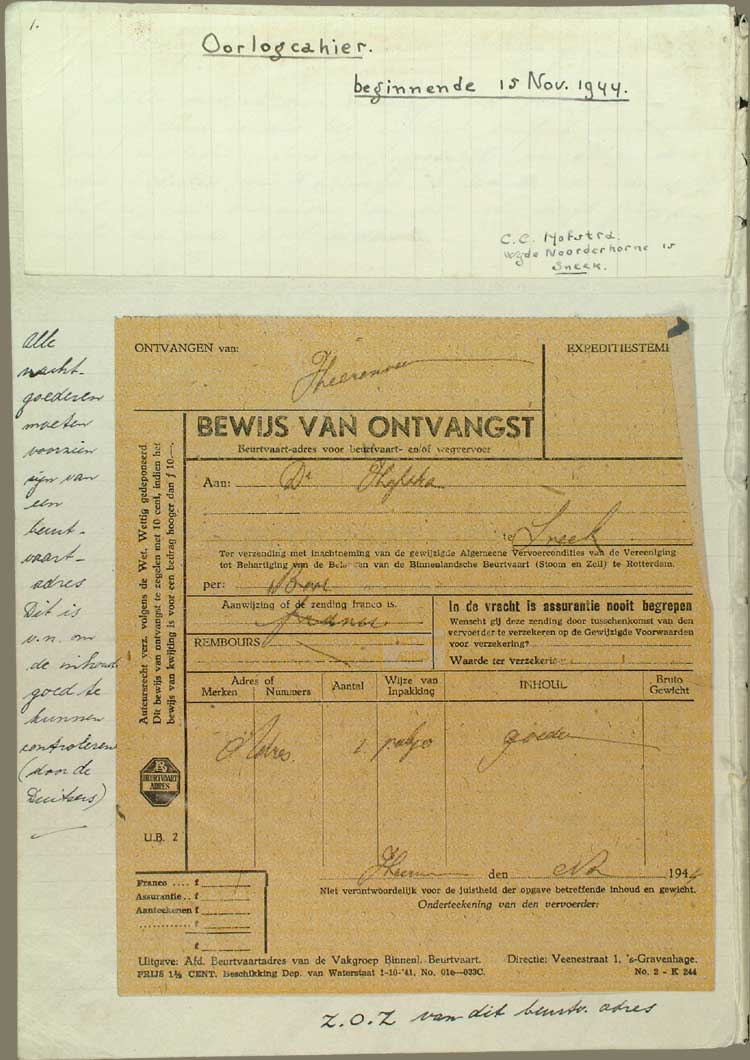 1.
Oorlogcahier.
beginnende 15 Nov. 1944.
C.C. Hofstra.
Sneek.
Alle
nacht-
goederen
moeten
voorzien
zijn van
een
beurt-
vaart-
adres
Dit is
v.n. om
de inhoud
goed te
kunnen
controleren
(door de
Duitsers)
ONTVANGEN van:
EXPEDITIESTEM
BEWIJS VAN ONTVANGST
Beurtvaart-adres voor beurtvaart- en/of wegvervoer
Aan: Ds Hofstra
te Sneek
Ter verzending met inachtneming van de gewijzigde Algemeene Vervoercondities van de Vereeniging
tot Behartiging van de Belangen van de Binnenlandsche Beurtvaart (Stoom en Zeil) te Rotterdam.
per:
Aanwijzing of de zending franco is.
franco
REMBOURS
In de vracht is assurantie nooit begrepen
Wenscht gij deze zending door tusschenkomst van den
vervoerder te verzekeren op de Gewijzigde Voorwaarden
voor verzekering?
Waarde ter verzekering
Auteursrecht verz. volgens de Wet. Wettig gedeponeerd.
Dit bewijs van ontvangst te zegelen met 10 cent, indien het
bewijs van kwijting is voor een bedrag hooger dan f 10.—.
BEURTVAART
ADRES
U.B. 2
Adres of
Merken Nummers
Aantal
Wijze van
Inpakking
INHOUD
Bruto
Gewicht
Adres. 1 pakje goederen
den 194
Niet verantwoordelijk voor de juistheid der opgave betreffende inhoud en gewicht.
Onderteekening van den vervoerder:
Franco .... f
Assurantie.. f
Aanteekenen f
f
f
Uitgave: Afd. Beurtvaartadres van de Vakgroep Binnenl. Beurtvaart. Directie: Veenestraat 1, 's-Gravenhage.
PRIJS 1½ CENT. Beschikking Dep. van Waterstaat 1-10-'41, No. 016—033C. No. 2 - K 244
Z.O.Z van dit beurtv. adres